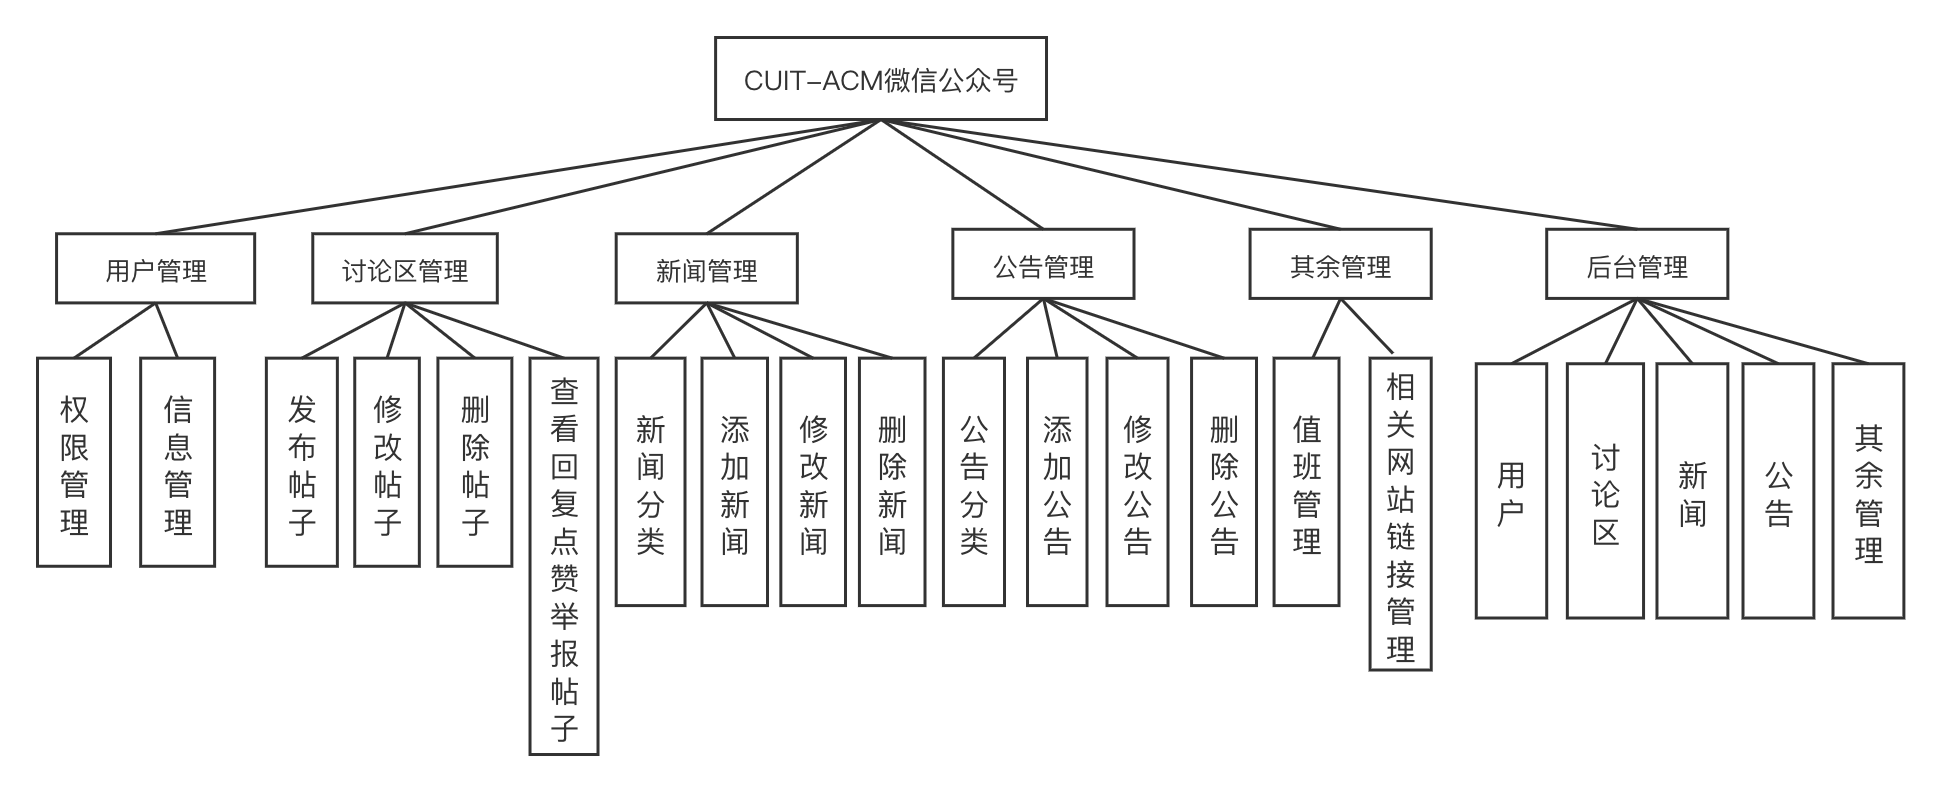 CUIT-ACM微信公众号
用户管理
讨论区管理
新闻管理
公告管理
其余管理
后台管理
权限管理
信息管理
发布帖子
修改帖子
删除帖子
查看回复点赞举报帖子
新闻分类
添加新闻
修改新闻
删除新闻
公告分类
添加公告
修改公告
删除公告
值班管理
相关网站链接管理
用户
讨论区
新闻
公告
其余管理